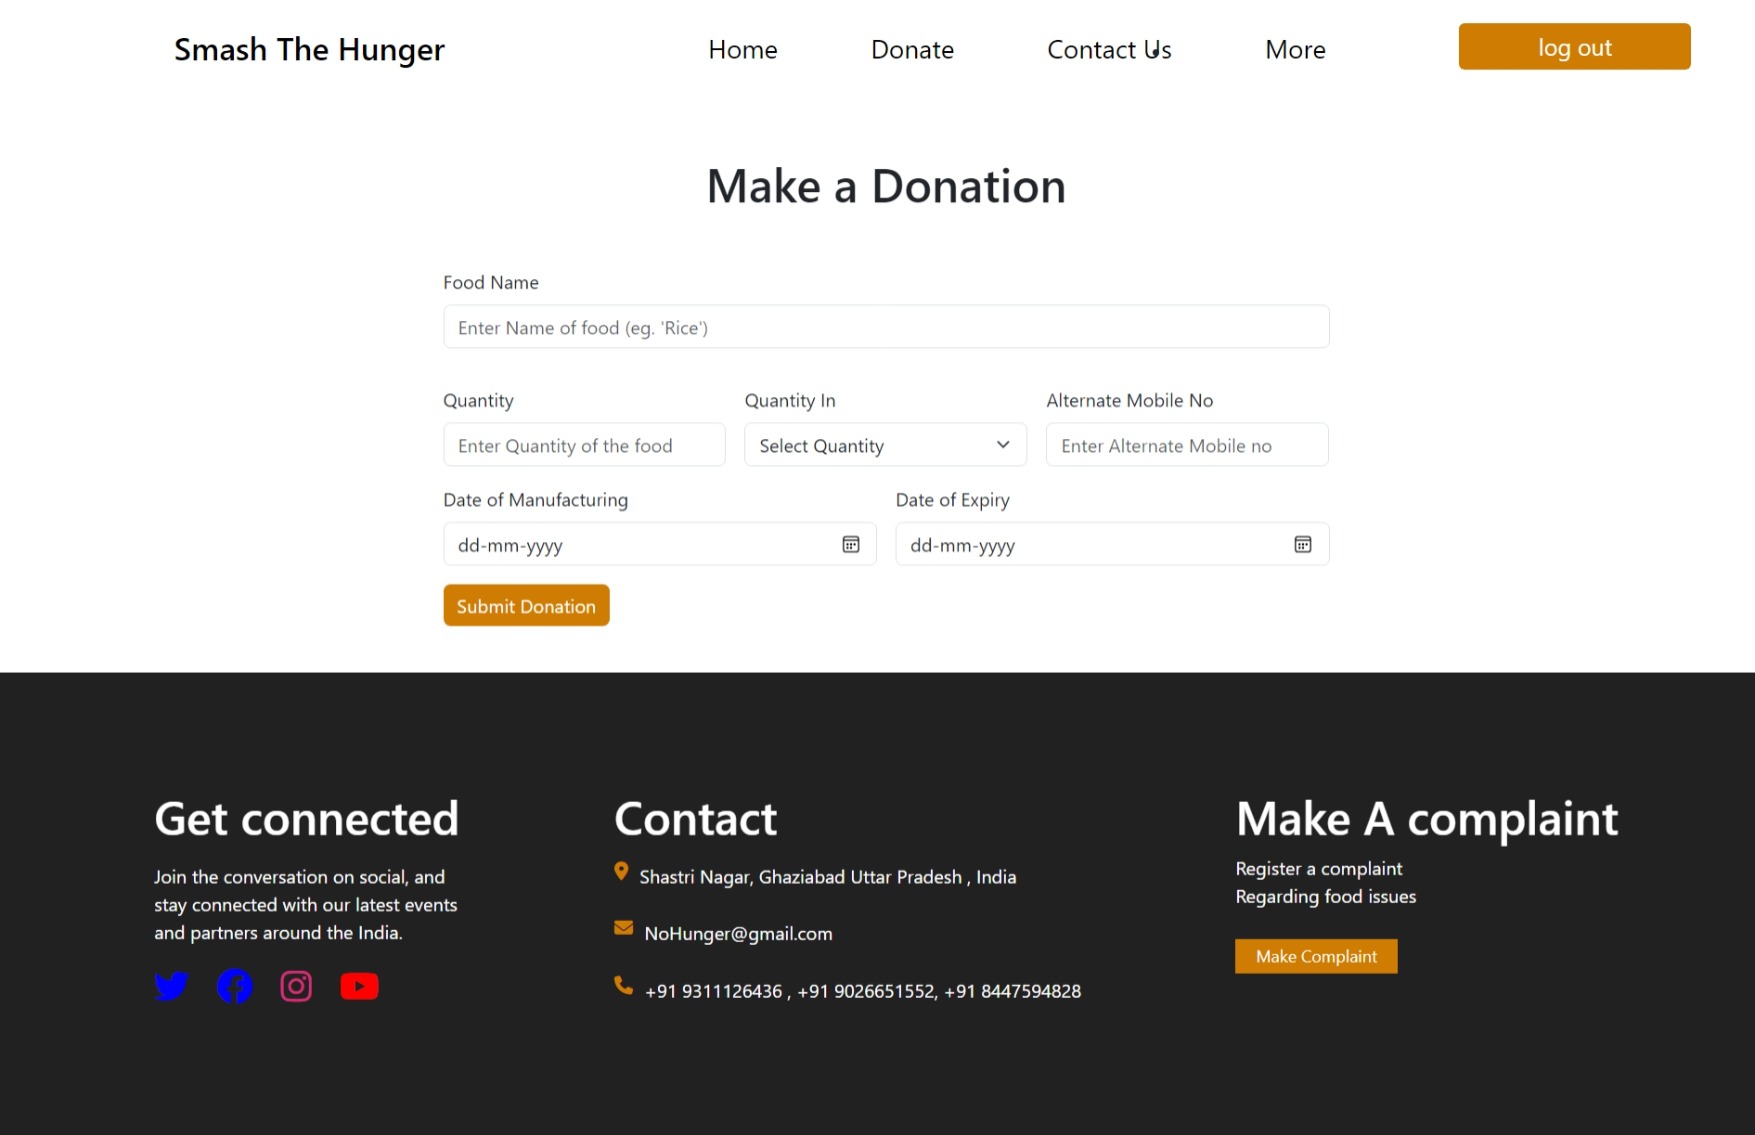 Smash The Hunger
Home
Donate
Contact Us
More
log out
Make a Donation
Food Name
Enter Name of food (eg. 'Rice')
Quantity
Quantity In
Alternate Mobile No
Enter Quantity of the food
Select Quantity
Enter Alternate Mobile no
Date of Manufacturing
Date of Expiry
dd-mm-yyyy
dd-mm-yyyy
Submit Donation
Get connected
Join the conversation on social, and
stay connected with our latest events
and partners around the India.
Contact
Shastri Nagar, Ghaziabad Uttar Pradesh , India
NoHunger@gmail.com
+91 9311126436 , +91 9026651552, +91 8447594828
Make A complaint
Register a complaint
Regarding food issues
Make Complaint